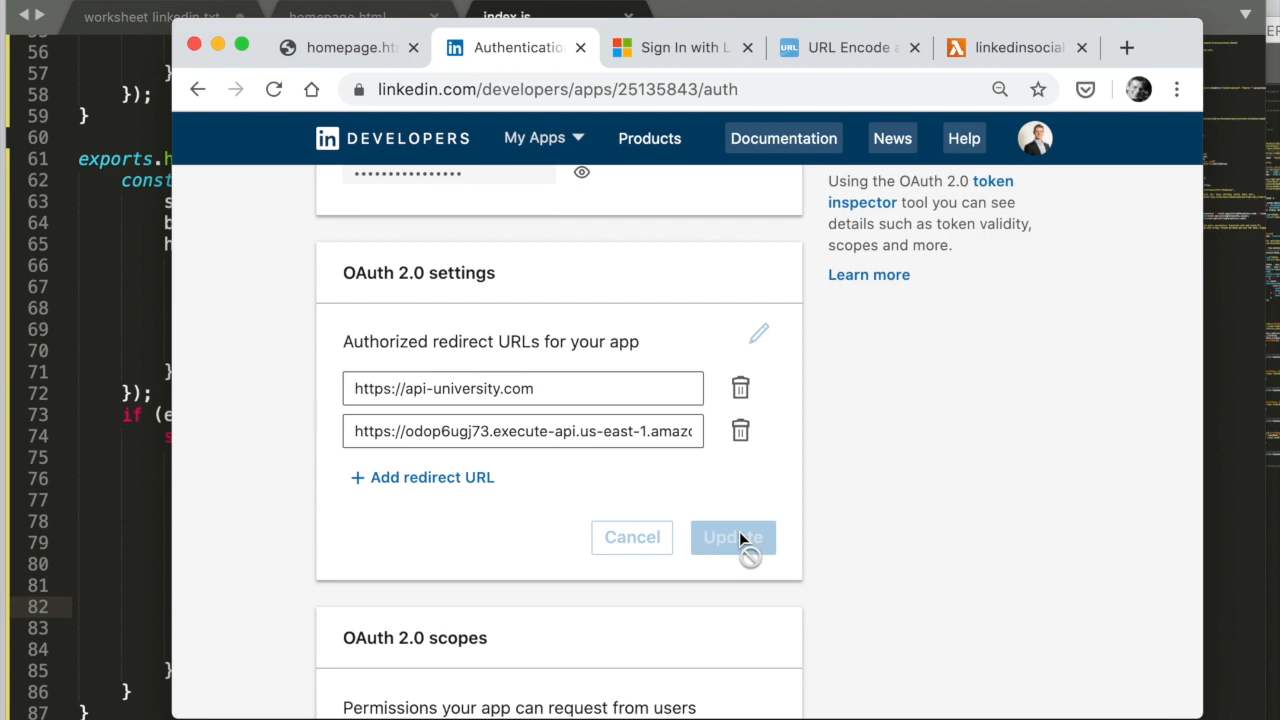 worksheet linkedin.txt
homepage.html
index.js
homepage.ht
Authenticatio
Sign In with L
URL Encode a
linkedinsocial
linkedin.com/developers/apps/25135843/auth
in DEVELOPERS
My Apps
Products
Documentation
News
Help
Using the OAuth 2.0 token
inspector tool you can see
details such as token validity,
scopes and more.
Learn more
OAuth 2.0 settings
Authorized redirect URLs for your app
https://api-university.com
https://odop6ugj73.execute-api.us-east-1.amazo
+ Add redirect URL
Cancel
Update
OAuth 2.0 scopes
Permissions your app can request from users
56
57 }
58 });
59 }
60
61 exports.h
62 const
63 s
64 b
65 h
66
67
68
69
70
71 }
72 });
73 if (e
74 s
75
76
77
78
79
80
81
82
83
84
85 }
86 }
87 }